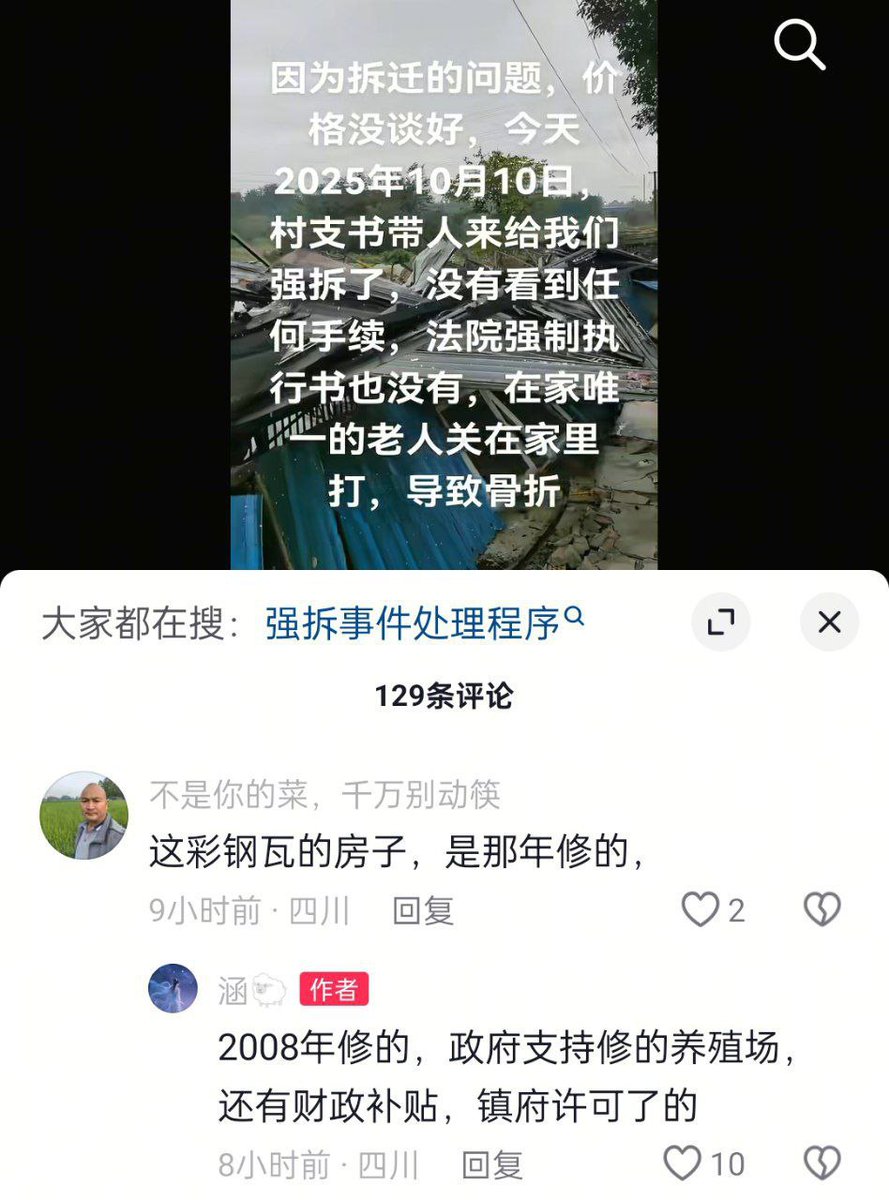 因为拆迁的问题，价
格没谈好，今天
2025年10月10日，
村支书带人来给我们
强拆了，没有看到任
何手续，法院强制执
行书也没有，在家唯
一的老人关在家里
打，导致骨折
大家都在搜：强拆事件处理程序
129条评论
不是你的菜，千万别动筷
这彩钢瓦的房子，是那年修的，
9小时前·四川 回复 2
涵 作者
2008年修的，政府支持修的养殖场，
还有财政补贴，镇府许可了的
8小时前·四川 回复 10